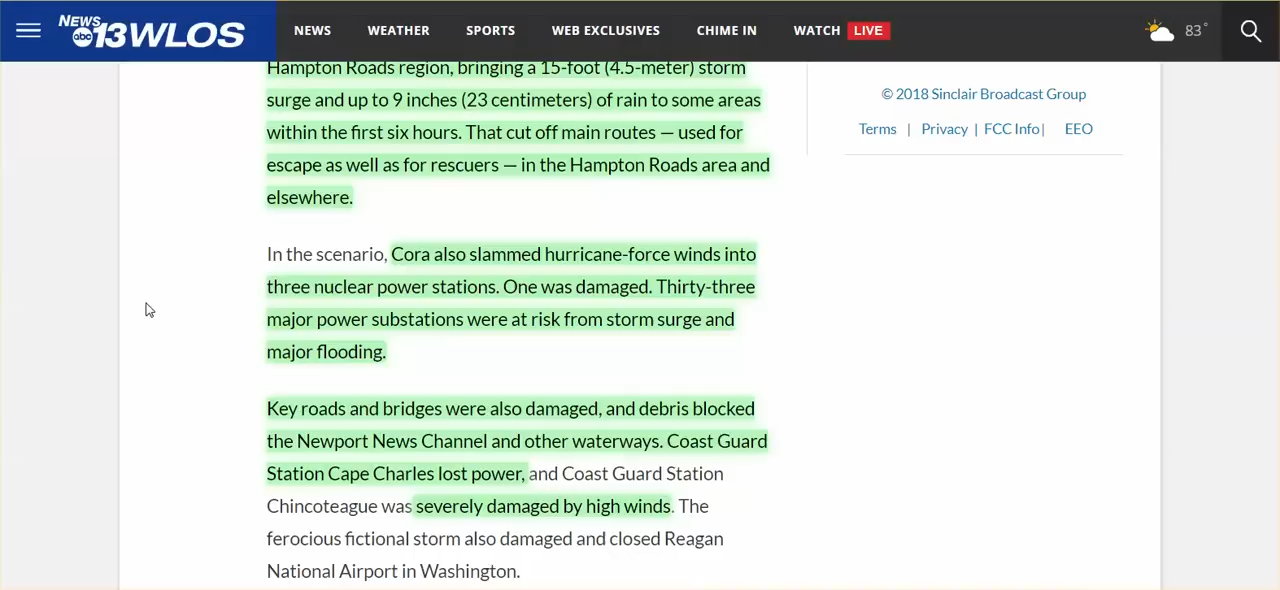 NEWS
abc 13 WLOS
NEWS WEATHER SPORTS WEB EXCLUSIVES CHIME IN WATCH LIVE
83°
Hampton Roads region, bringing a 15-foot (4.5-meter) storm
surge and up to 9 inches (23 centimeters) of rain to some areas
within the first six hours. That cut off main routes — used for
escape as well as for rescuers — in the Hampton Roads area and
elsewhere.
In the scenario, Cora also slammed hurricane-force winds into
three nuclear power stations. One was damaged. Thirty-three
major power substations were at risk from storm surge and
major flooding.
Key roads and bridges were also damaged, and debris blocked
the Newport News Channel and other waterways. Coast Guard
Station Cape Charles lost power, and Coast Guard Station
Chincoteague was severely damaged by high winds. The
ferocious fictional storm also damaged and closed Reagan
National Airport in Washington.
© 2018 Sinclair Broadcast Group
Terms | Privacy | FCC Info | EEO